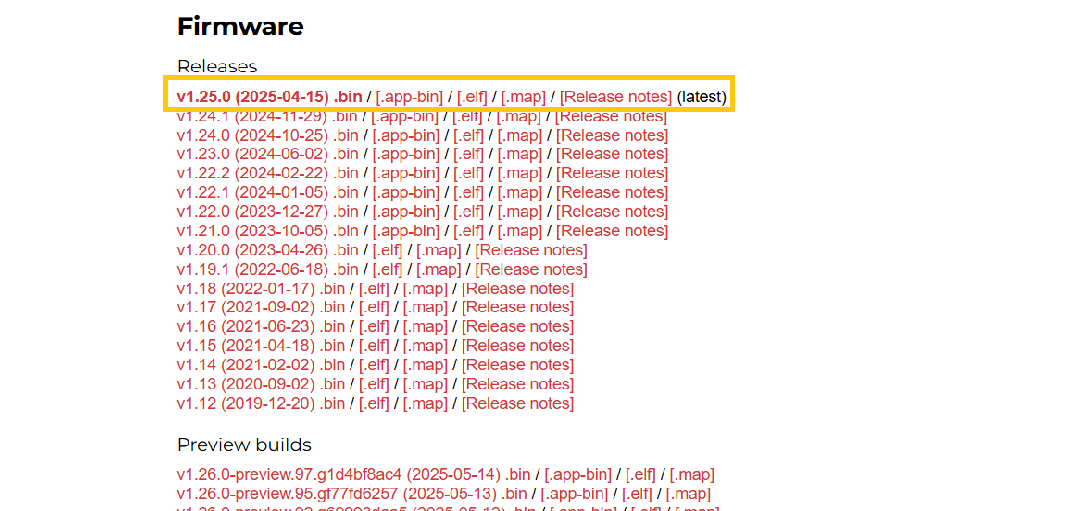 Firmware
Releases
v1.25.0 (2025-04-15) .bin / [.app-bin] / [.elf] / [.map] / [Release notes] (latest)
v1.24.1 (2024-11-29) .bin / [.app-bin] / [.elf] / [.map] / [Release notes]
v1.24.0 (2024-10-25) .bin / [.app-bin] / [.elf] / [.map] / [Release notes]
v1.23.0 (2024-06-02) .bin / [.app-bin] / [.elf] / [.map] / [Release notes]
v1.22.2 (2024-02-22) .bin / [.app-bin] / [.elf] / [.map] / [Release notes]
v1.22.1 (2024-01-05) .bin / [.app-bin] / [.elf] / [.map] / [Release notes]
v1.22.0 (2023-12-27) .bin / [.app-bin] / [.elf] / [.map] / [Release notes]
v1.21.0 (2023-10-05) .bin / [.app-bin] / [.elf] / [.map] / [Release notes]
v1.20.0 (2023-04-26) .bin / [.elf] / [.map] / [Release notes]
v1.19.1 (2022-06-18) .bin / [.elf] / [.map] / [Release notes]
v1.18 (2022-01-17) .bin / [.elf] / [.map] / [Release notes]
v1.17 (2021-09-02) .bin / [.elf] / [.map] / [Release notes]
v1.16 (2021-06-23) .bin / [.elf] / [.map] / [Release notes]
v1.15 (2021-04-18) .bin / [.elf] / [.map] / [Release notes]
v1.14 (2021-02-02) .bin / [.elf] / [.map] / [Release notes]
v1.13 (2020-09-02) .bin / [.elf] / [.map] / [Release notes]
v1.12 (2019-12-20) .bin / [.elf] / [.map] / [Release notes]
Preview builds
v1.26.0-preview.97.g1d4bf8ac4 (2025-05-14) .bin / [.app-bin] / [.elf] / [.map]
v1.26.0-preview.95.gf77fd6257 (2025-05-13) .bin / [.app-bin] / [.elf] / [.map]